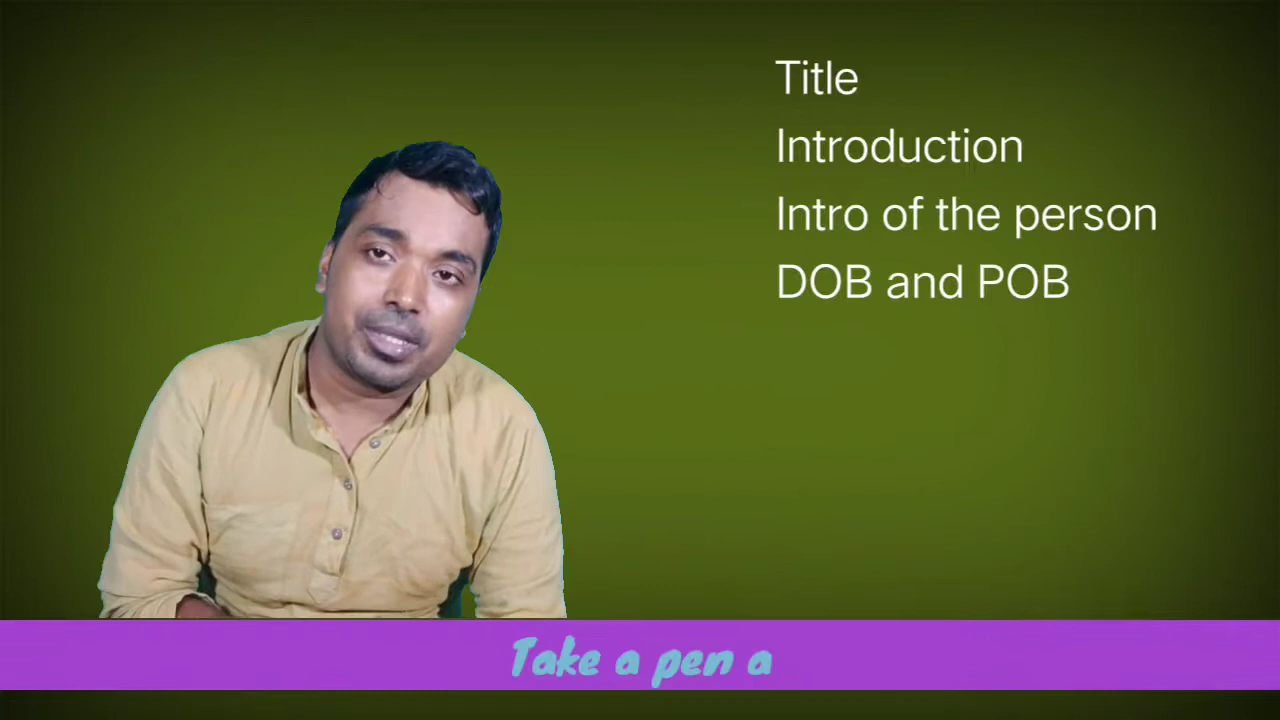 Title
Introduction
Intro of the person
DOB and POB
Take a pen a